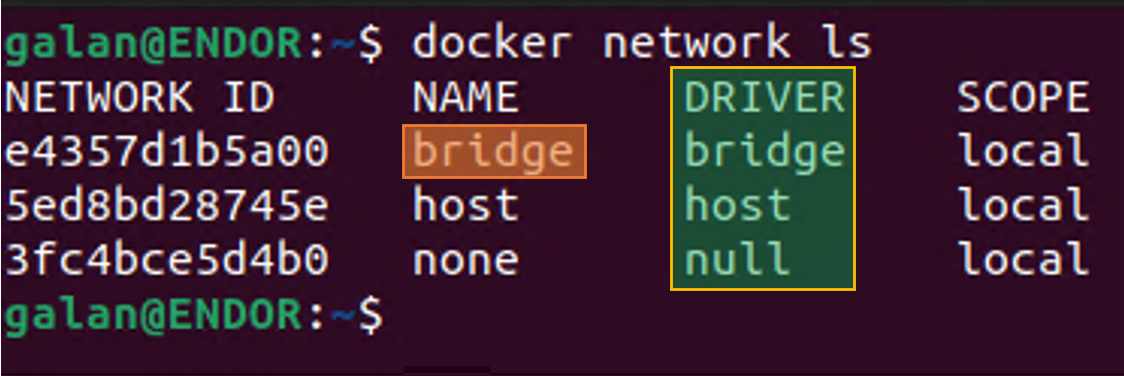 galan@ENDOR:~$ docker network ls
NETWORK ID NAME DRIVER SCOPE
e4357d1b5a00 bridge bridge local
5ed8bd28745e host host local
3fc4bce5d4b0 none null local
galan@ENDOR:~$